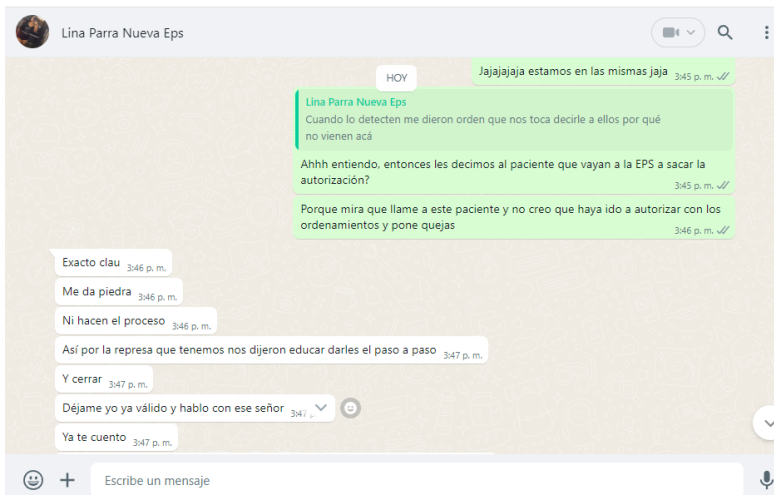 Lina Parra Nueva Eps
Jajajajaja estamos en las mismas jaja 3:45 p. m.
HOY
Lina Parra Nueva Eps
Cuando lo detecten me dieron orden que nos toca decirle a ellos por qué
no vienen acá
Ahhh entiendo, entonces les decimos al paciente que vayan a la EPS a sacar la
autorización?
3:45 p. m.
Porque mira que llame a este paciente y no creo que haya ido a autorizar con los
ordenamientos y pone quejas
3:46 p. m.
Exacto clau 3:46 p. m.
Me da piedra 3:46 p. m.
Ni hacen el proceso 3:46 p. m.
Así por la represa que tenemos nos dijeron educar darles el paso a paso 3:47 p. m.
Y cerrar 3:47 p. m.
Déjame yo ya válido y hablo con ese señor 3:47
Ya te cuento 3:47 p. m.
Escribe un mensaje